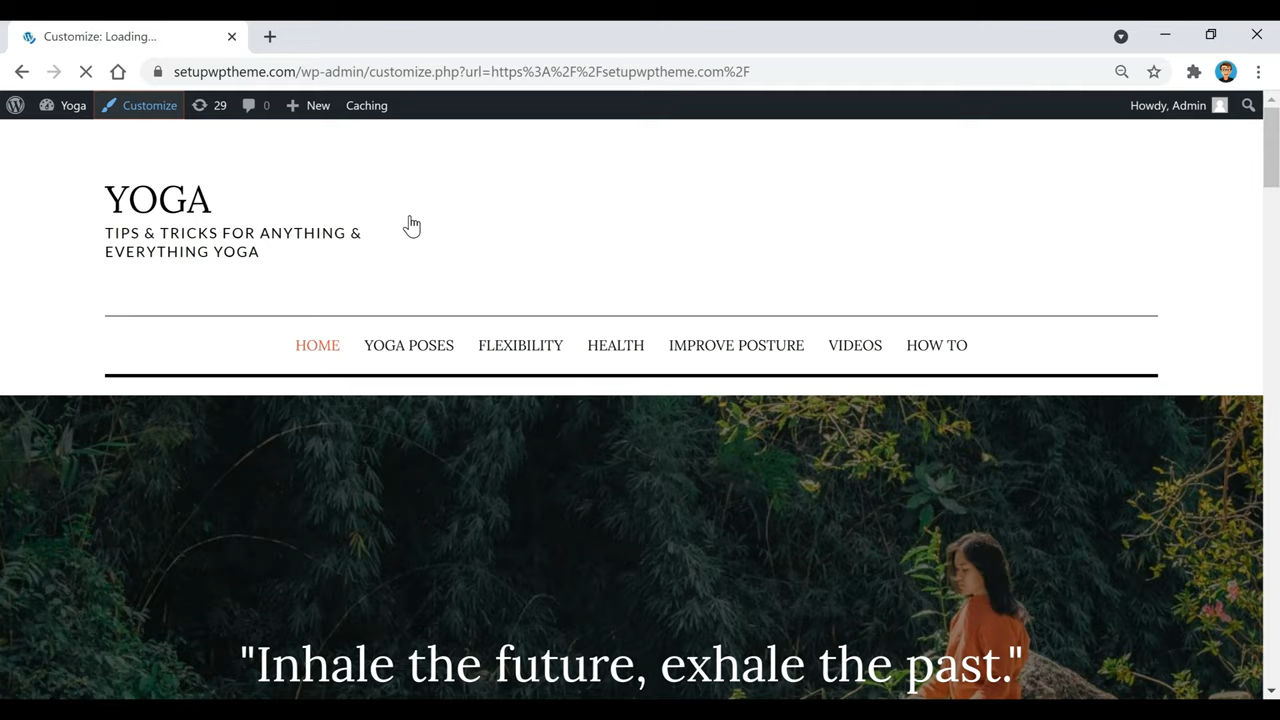 Customize: Loading...
setupwptheme.com/wp-admin/customize.php?url=https%3A%2F%2Fsetupwptheme.com%2F
Yoga Customize 29 0 New Caching Howdy, Admin
YOGA
TIPS & TRICKS FOR ANYTHING &
EVERYTHING YOGA
HOME YOGA POSES FLEXIBILITY HEALTH IMPROVE POSTURE VIDEOS HOW TO
"Inhale the future, exhale the past."